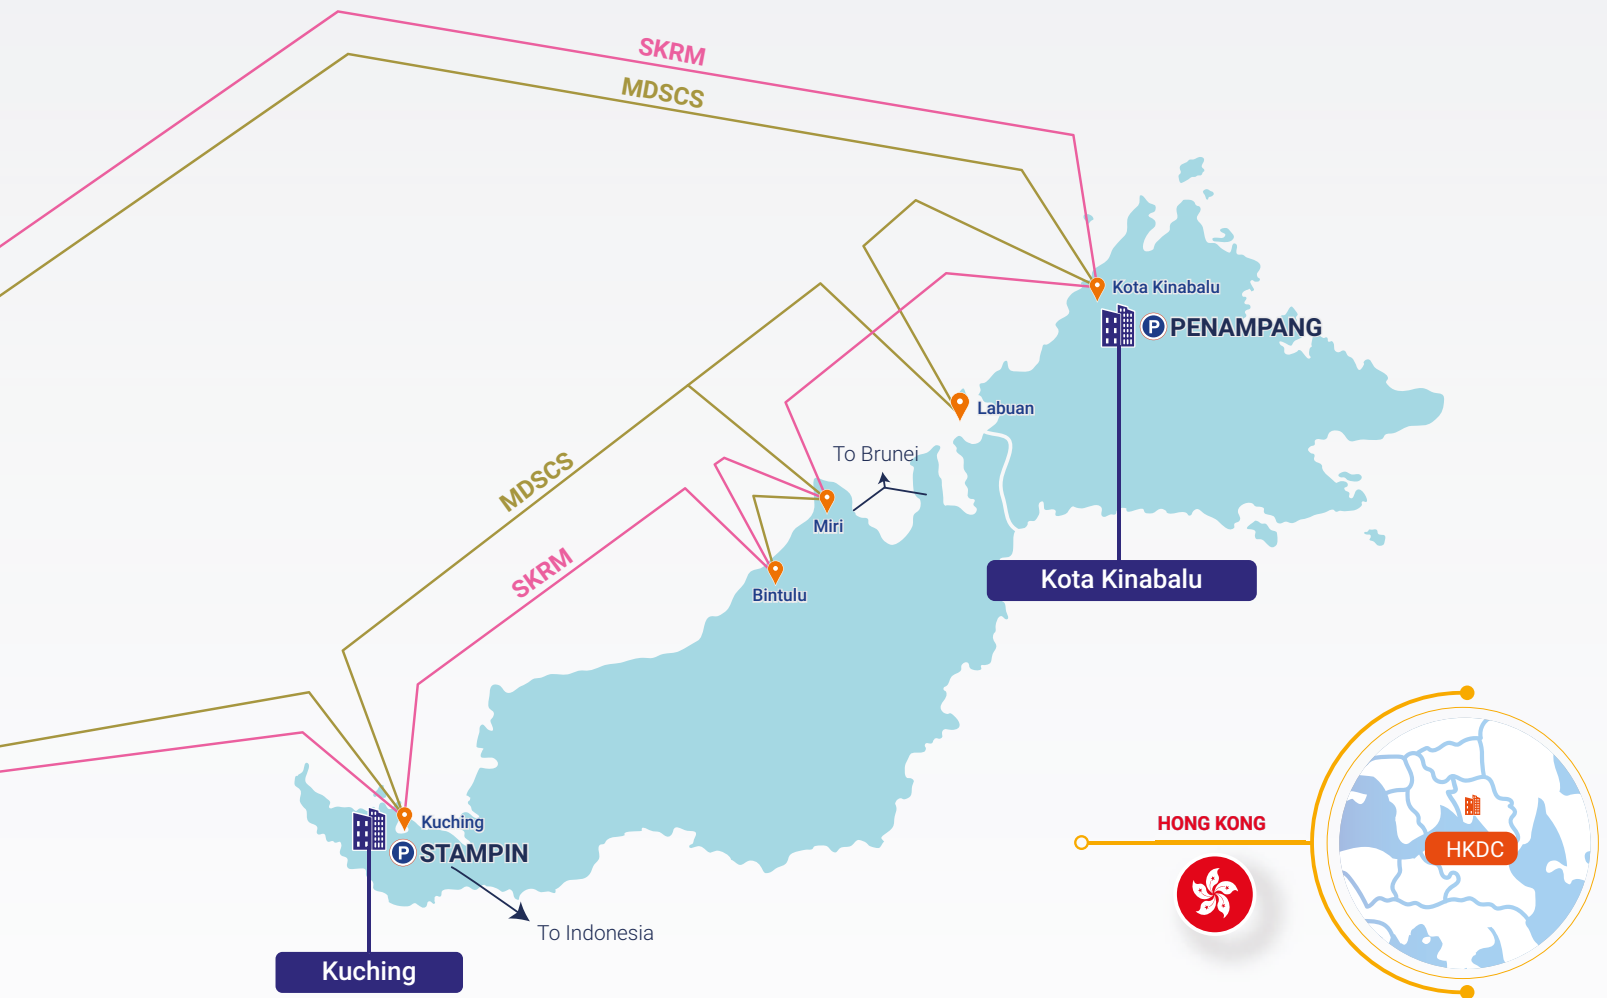 SKRM
MDSCS
Kota Kinabalu
P PENAMPANG
Labuan
To Brunei
MDSCS
Miri
SKRM
Bintulu
Kota Kinabalu
Kuching
P STAMPIN
To Indonesia
Kuching
HONG KONG
HKDC